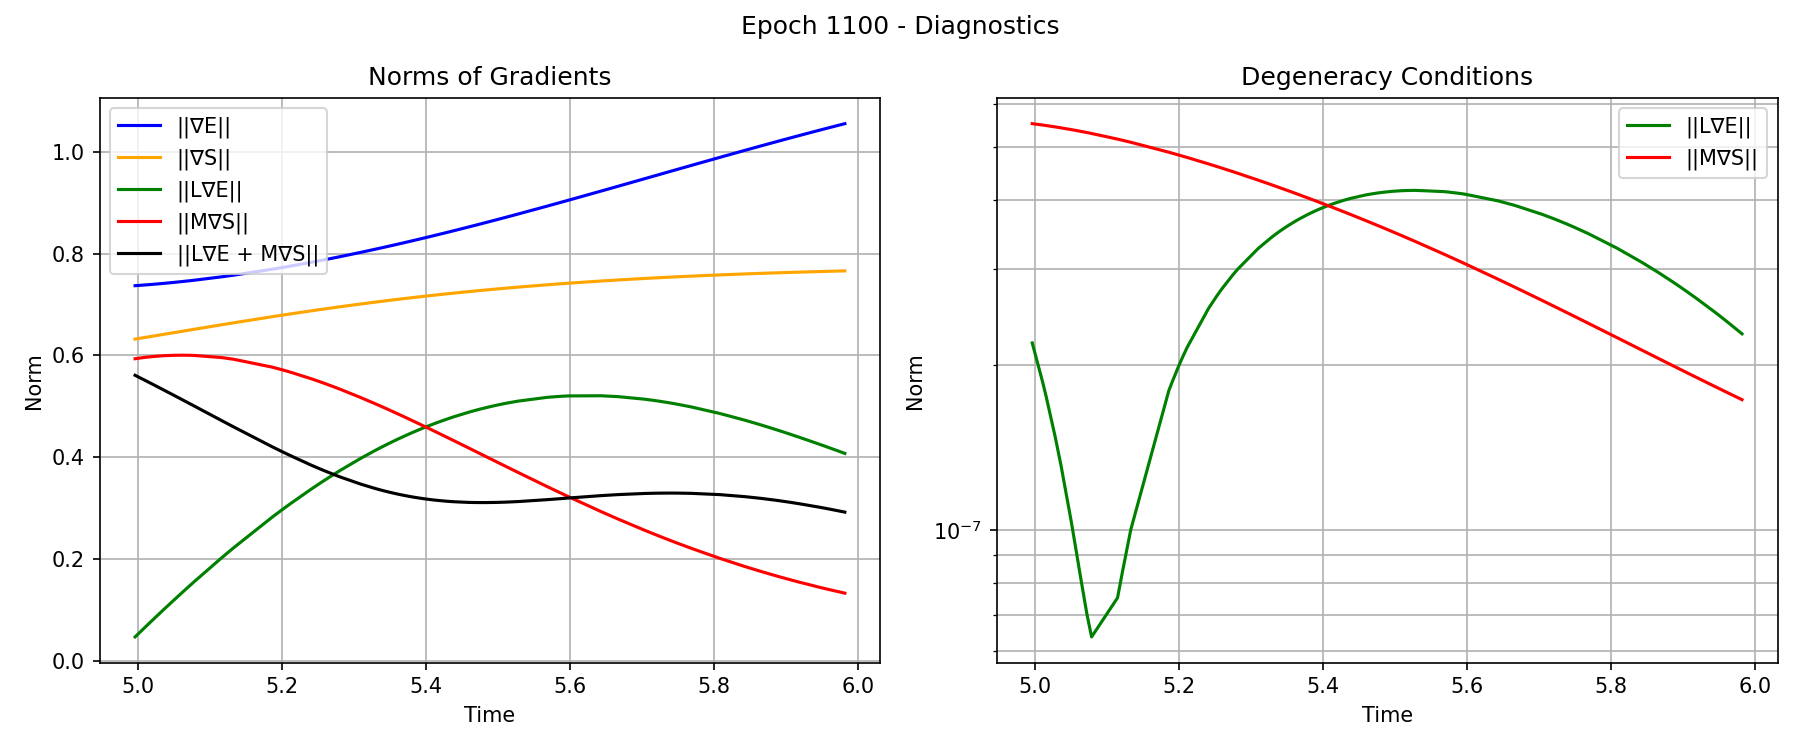 Epoch 1100 - Diagnostics
Norms of Gradients
||∇E||
||∇S||
||L∇E||
||M∇S||
||L∇E + M∇S||
Norm
1.0
0.8
0.6
0.4
0.2
0.0
5.0 5.2 5.4 5.6 5.8 6.0
Time
Degeneracy Conditions
||L∇E||
||M∇S||
Norm
10⁻⁷
5.0 5.2 5.4 5.6 5.8 6.0
Time